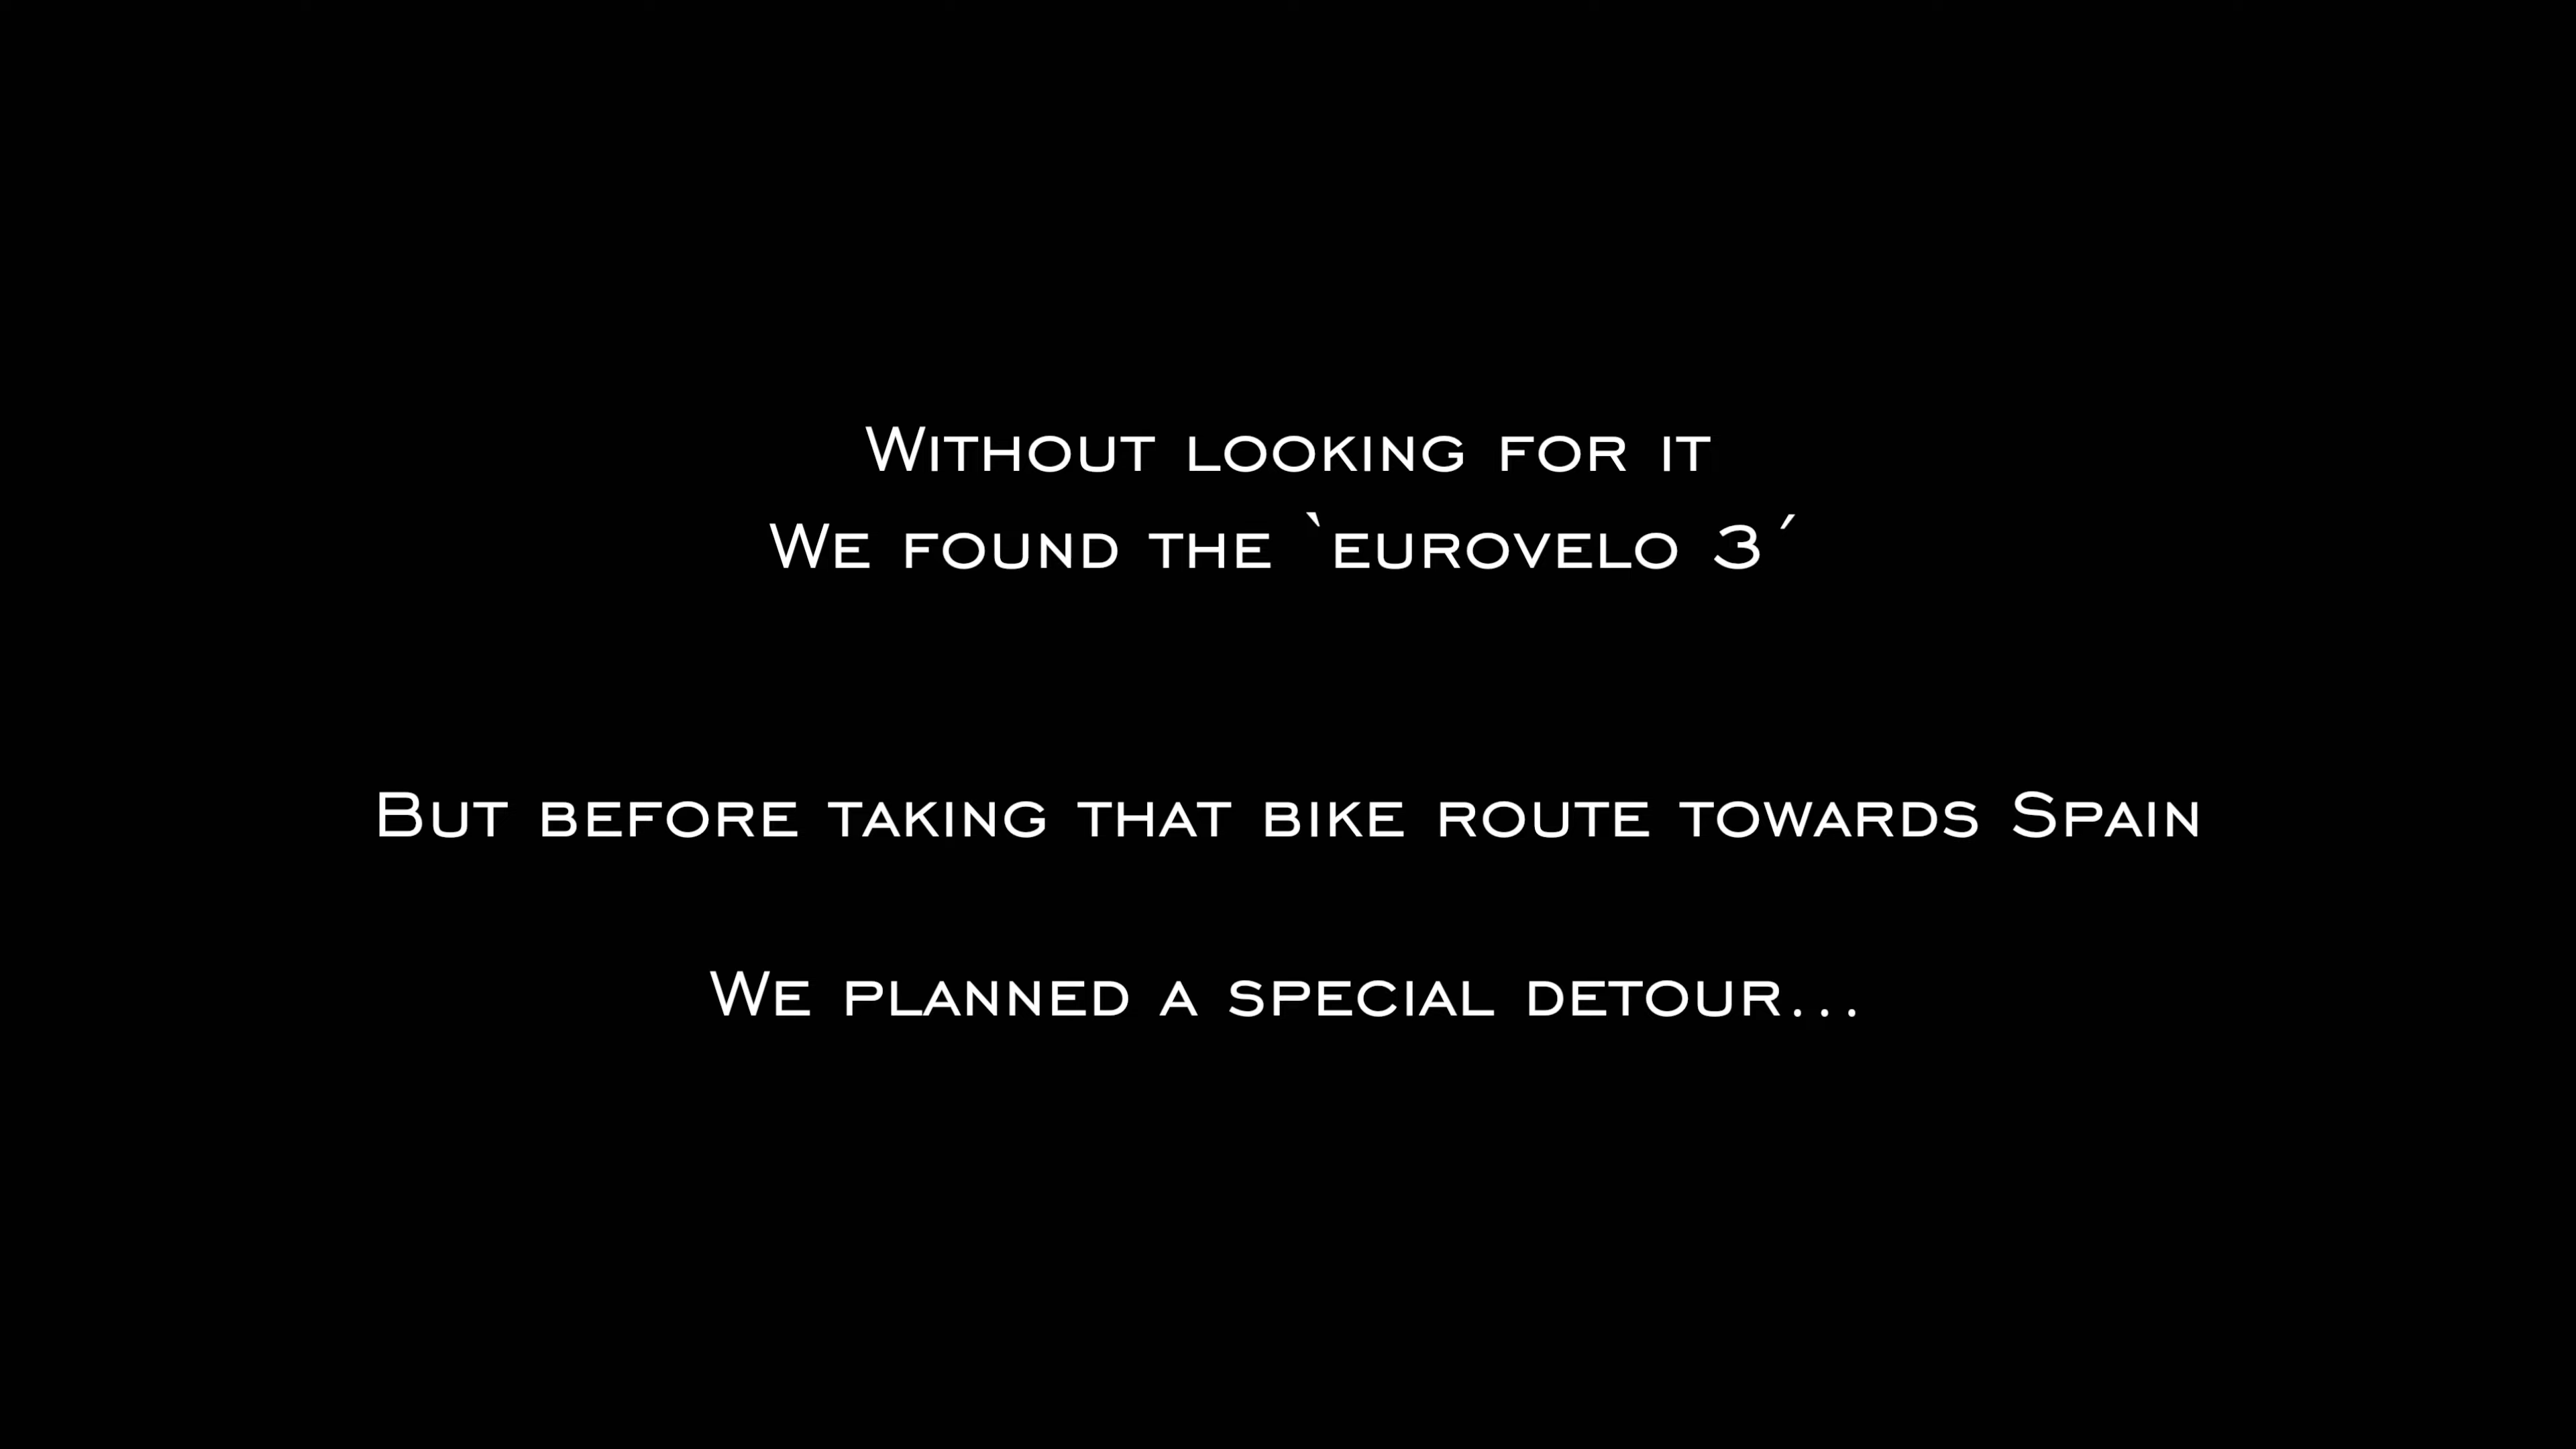 Without looking for it
We found the `eurovelo 3´
But before taking that bike route towards Spain
We planned a special detour...